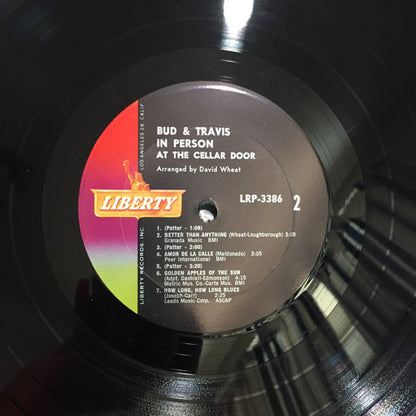 BUD & TRAVIS
IN PERSON
AT THE CELLAR DOOR
Arranged by David Wheat
LIBERTY
LRP-3386
2
1. (Patter - 1:09)
2. BETTER THAN ANYTHING (Wheat-Loughborough) 3:09
Granada Music BMI
3. (Patter - 2:00)
4. AMOR DE LA CALLE (Maldonado) 3:05
Peer International BMI
5. (Patter - 3:20)
6. GOLDEN APPLES OF THE SUN
(Adpt. Dashiell-Edmonson) 4:15
Metric Mus. Co.-Carte Mus. BMI
7. HOW LONG, HOW LONG BLUES
(Joseph-Carr) 2:25
Leeds Music Corp. ASCAP
LIBERTY RECORDS, INC.
LOS ANGELES 28, CALIF.